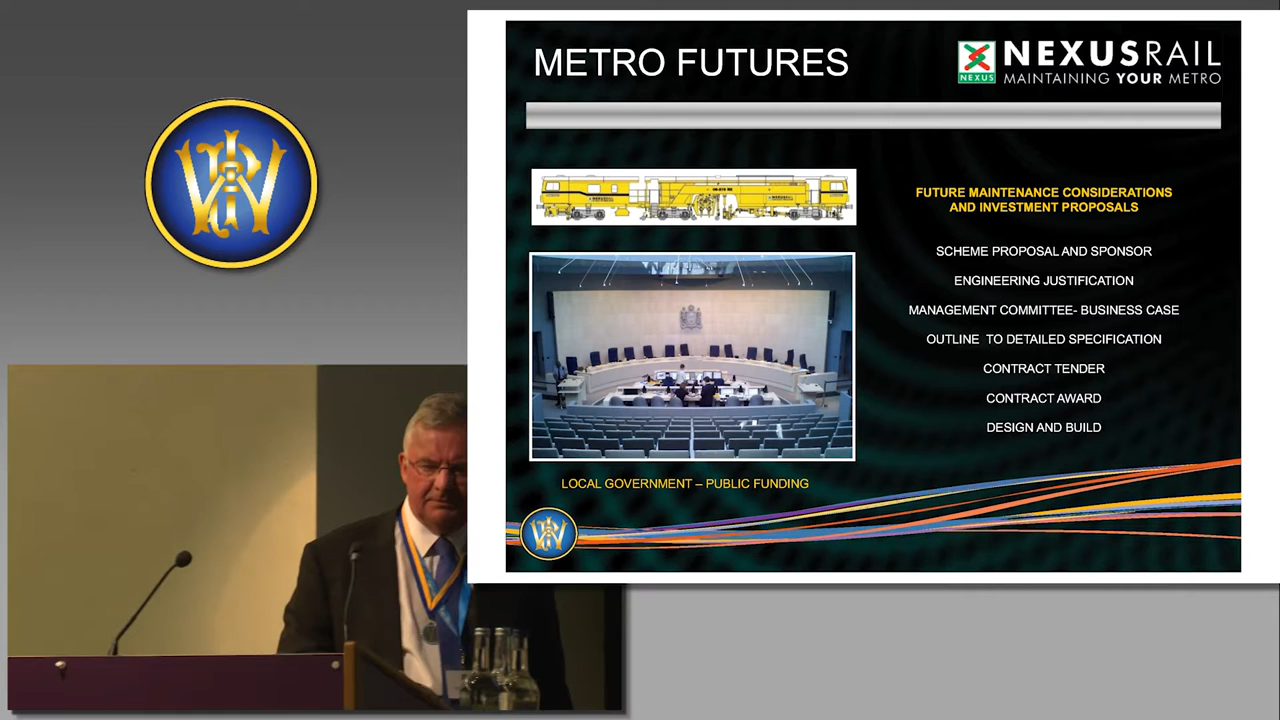 METRO FUTURES
NEXUS
NEXUSRAIL
MAINTAINING YOUR METRO
FUTURE MAINTENANCE CONSIDERATIONS
AND INVESTMENT PROPOSALS
SCHEME PROPOSAL AND SPONSOR
ENGINEERING JUSTIFICATION
MANAGEMENT COMMITTEE- BUSINESS CASE
OUTLINE TO DETAILED SPECIFICATION
CONTRACT TENDER
CONTRACT AWARD
DESIGN AND BUILD
LOCAL GOVERNMENT – PUBLIC FUNDING